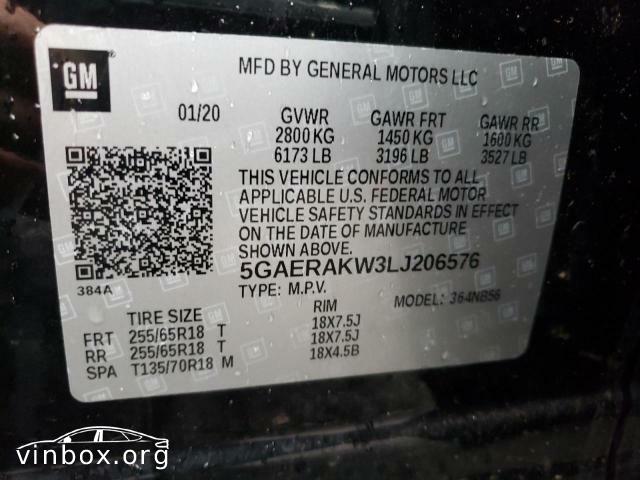 GM
MFD BY GENERAL MOTORS LLC
01/20 GVWR GAWR FRT GAWR RR
2800 KG 1450 KG 1600 KG
6173 LB 3196 LB 3527 LB
THIS VEHICLE CONFORMS TO ALL
APPLICABLE U.S. FEDERAL MOTOR
VEHICLE SAFETY STANDARDS IN EFFECT
ON THE DATE OF MANUFACTURE
SHOWN ABOVE.
384A
5GAERAKW3LJ206576
TYPE: M.P.V. MODEL: 364NB56
TIRE SIZE RIM
FRT 255/65R18 T 18X7.5J
RR 255/65R18 T 18X7.5J
SPA T135/70R18 M 18X4.5B
vinbox.org